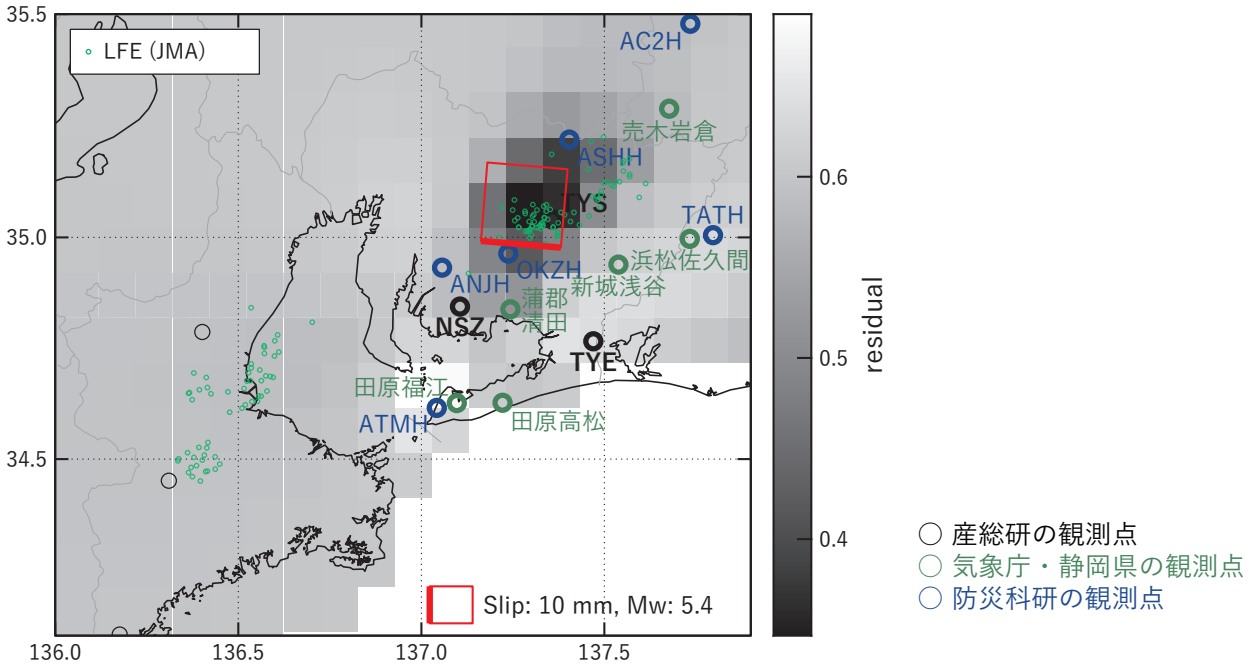 35.5
LFE (JMA)
AC2H
売木岩倉
ASHH
TYS
0.6
35.0
TATH
浜松佐久間
OKZH
ANJH
新城浅谷
蒲郡
清田
NSZ
TYE
residual
0.5
田原福江
ATMH
田原高松
34.5
0.4
産総研の観測点
気象庁・静岡県の観測点
防災科研の観測点
Slip: 10 mm, Mw: 5.4
136.0
136.5
137.0
137.5